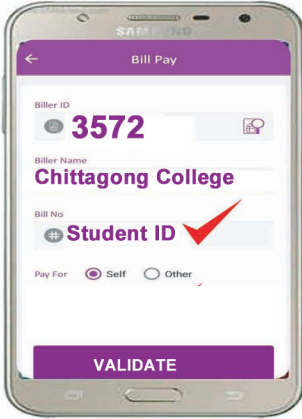 SAMSUNG
Bill Pay
Biller ID
3572
Biller Name
Chittagong College
Bill No
# Student ID
Pay For Self Other
VALIDATE